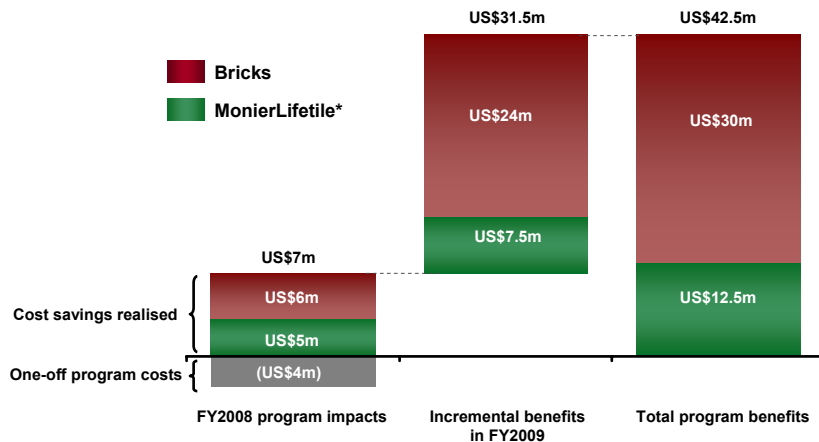 US$31.5m
US$42.5m
Bricks
MonierLifetile*
US$24m
US$30m
US$7.5m
US$7m
US$6m
US$12.5m
Cost savings realised
US$5m
One-off program costs
(US$4m)
FY2008 program impacts
Incremental benefits
in FY2009
Total program benefits